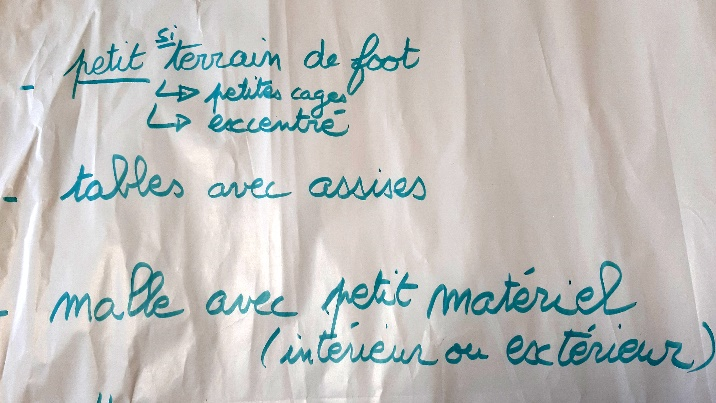 - petit si terrain de foot
↳ petites cages
↳ excentré
- tables avec assises
- malle avec petit matériel
(intérieur ou extérieur)